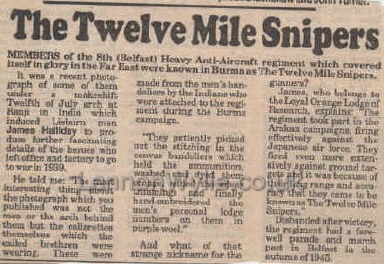 The Twelve Mile Snipers
MEMBERS of the 8th (Belfast) Heavy Anti-Aircraft regiment which covered
itself in glory in the Far East were known in Burma as The Twelve Mile Snipers.
It was a recent photo-
graph of some of them
under a makeshift
Twelfth of July arch at
Kamp in India which
induced Lisburn man
James Halliday to pro-
duce further fascinating
details of the heroes who
left office and factory to go
to war in 1939.
He told me: "The
interesting thing about
the photograph which you
published was not the
men or the arch behind
them but the collarettes
themselves which the
exiled brethren were
wearing. These were
made from the men's ban-
doliers by the Indians who
were attached to the regi-
ment during the Burma
campaign.
"They patiently picked
out the stitching in the
canvas bandoliers which
held the ammunition,
washed and
them
and finally
hand-embroidered the
men's personal lodge
numbers on them in
purple wool."
And what of that
strange nickname for the
gunners?
James, who belongs to
the Loyal Orange Lodge of
Research, explains: "The
regiment took part in the
Arakan campaign, firing
effectively against the
Japanese air force. They
fired even more exten-
sively against ground tar-
gets and it was because of
their long range and accu-
racy that they came to be
known as The Twelve Mile
Snipers."
Disbanded after victory,
the regiment had a fare-
well parade and march
past in Belfast in the
autumn of 1945.